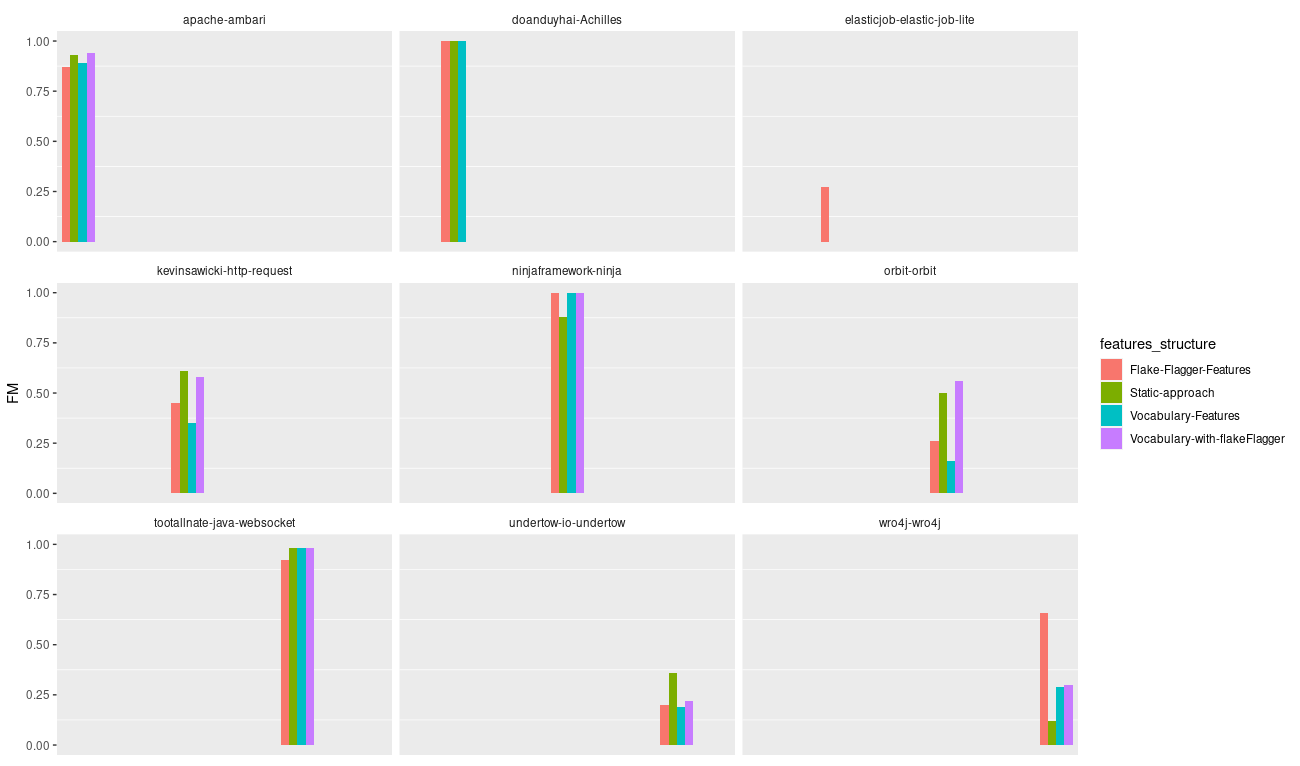 apache-ambari
doanduyhai-Achilles
elasticjob-elastic-job-lite
1.00
0.75
0.50
0.25
0.00
kevinsawicki-http-request
ninjaframework-ninja
orbit-orbit
1.00
0.75
0.50
0.25
0.00
FM
tootallnate-java-websocket
undertow-io-undertow
wro4j-wro4j
1.00
0.75
0.50
0.25
0.00
features_structure
Flake-Flagger-Features
Static-approach
Vocabulary-Features
Vocabulary-with-flakeFlagger